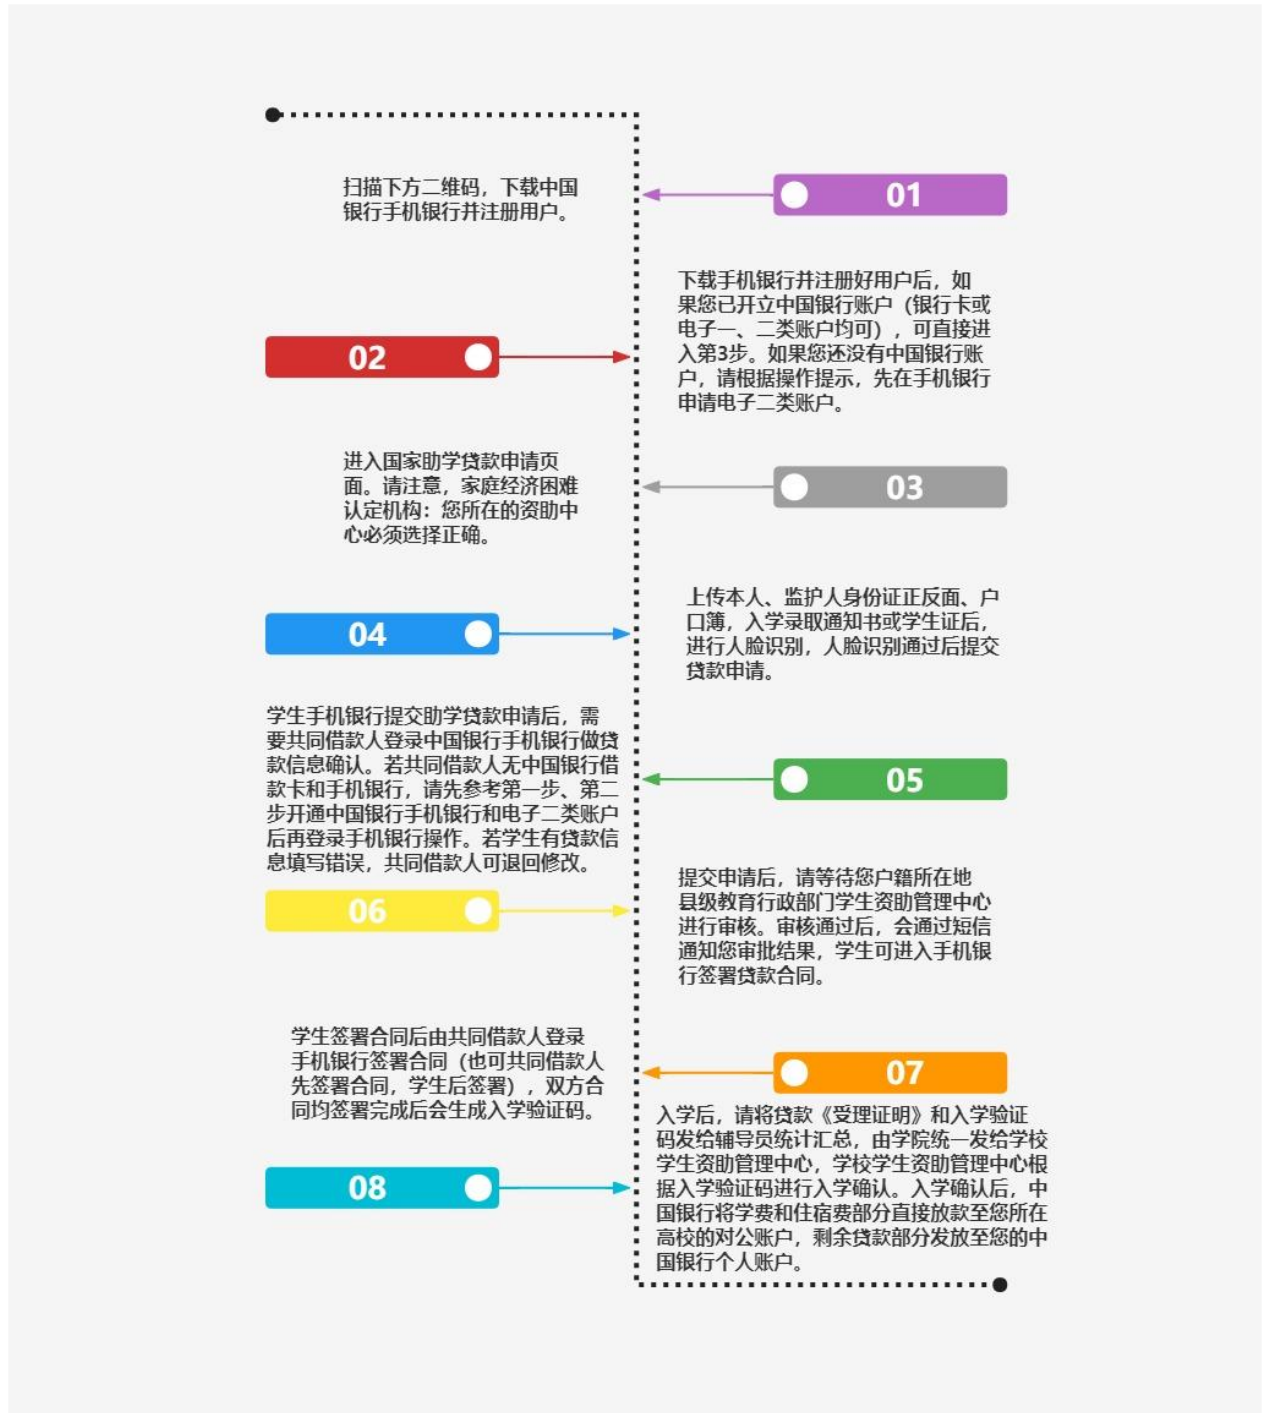 01
扫描下方二维码，下载中国
银行手机银行并注册用户。
02
下载手机银行并注册好用户后，如
果您已开立中国银行账户（银行卡或
电子一、二类账户均可），可直接进
入第3步。如果您还没有中国银行账
户，请根据操作提示，先在手机银行
申请电子二类账户。
03
进入国家助学贷款申请页
面。请注意，家庭经济困难
认定机构：您所在的资助中
心必须选择正确。
04
上传本人、监护人身份证正反面、户
口簿，入学录取通知书或学生证后，
进行人脸识别，人脸识别通过后提交
贷款申请。
05
学生手机银行提交助学贷款申请后，需
要共同借款人登录中国银行手机银行做贷
款信息确认。若共同借款人无中国银行借
款卡和手机银行，请先参考第一步、第二
步开通中国银行手机银行和电子二类账户
后再登录手机银行操作。若学生有贷款信
息填写错误，共同借款人可退回修改。
06
提交申请后，请等待您户籍所在地
县级教育行政部门学生资助管理中心
进行审核。审核通过后，会通过短信
通知您审批结果，学生可进入手机银
行签署贷款合同。
07
学生签署合同后由共同借款人登录
手机银行签署合同（也可共同借款人
先签署合同，学生后签署），双方合
同均签署完成后会生成入学验证码。
08
入学后，请将贷款《受理证明》和入学验证
码发给辅导员统计汇总，由学院统一发给学校
学生资助管理中心，学校学生资助管理中心根
据入学验证码进行入学确认。入学确认后，中
国银行将学费和住宿费部分直接放款至您所在
高校的对公账户，剩余贷款部分发放至您的中
国银行个人账户。